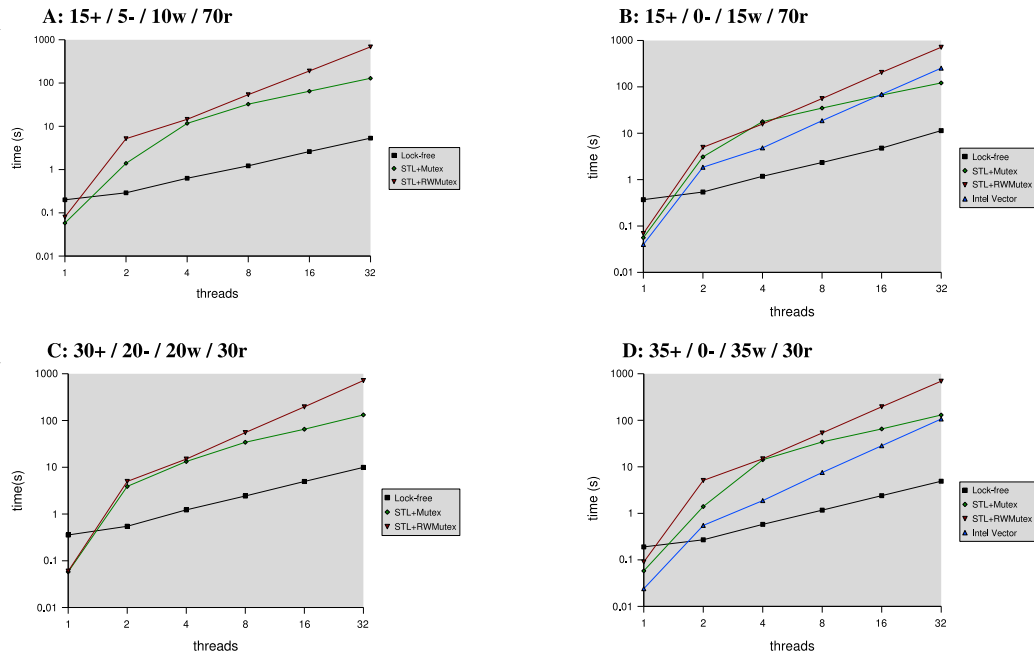 A: 15+ / 5- / 10w / 70r
1000
100
10
1
0.1
0.01
time (s)
1 2 4 8 16 32
threads
Lock-free
STL+Mutex
STL+RWMutex
B: 15+ / 0- / 15w / 70r
1000
100
10
1
0.1
0.01
time (s)
1 2 4 8 16 32
threads
Lock-free
STL+Mutex
STL+RWMutex
Intel Vector
C: 30+ / 20- / 20w / 30r
1000
100
10
1
0.1
0.01
time(s)
1 2 4 8 16 32
threads
Lock-free
STL+Mutex
STL+RWMutex
D: 35+ / 0- / 35w / 30r
1000
100
10
1
0.1
0.01
time (s)
1 2 4 8 16 32
threads
Lock-free
STL+Mutex
STL+RWMutex
Intel Vector